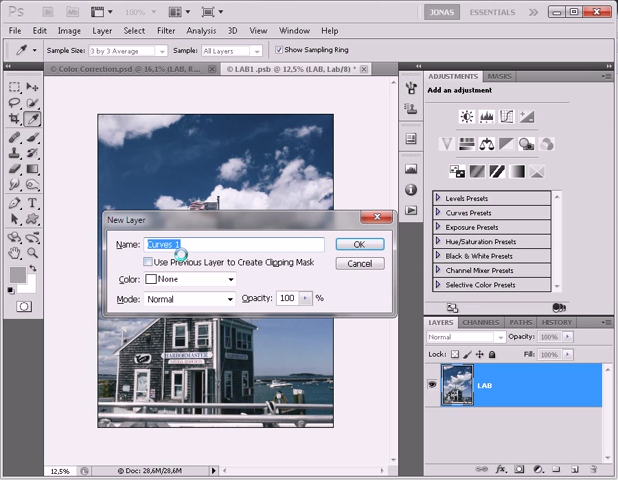 Ps 100% JONAS ESSENTIALS
File Edit Image Layer Select Filter Analysis 3D View Window Help
Sample Size: 3 by 3 Average Sample: All Layers Show Sampling Ring
© Color Correction.psd @ 16,1% (LAB, R...
© LAB1 .psb @ 12,5% (LAB, Lab/8) *
ADJUSTMENTS MASKS
Add an adjustment
Levels Presets
Curves Presets
Exposure Presets
Hue/Saturation Presets
Black & White Presets
Channel Mixer Presets
Selective Color Presets
New Layer
Name: Curves 1 OK
Use Previous Layer to Create Clipping Mask Cancel
Color: None
Mode: Normal Opacity: 100 %
HARBORMASTER
LAYERS CHANNELS PATHS HISTORY
Normal Opacity: 100%
Lock: Fill: 100%
LAB
12,5% Doc: 28,6M/28,6M